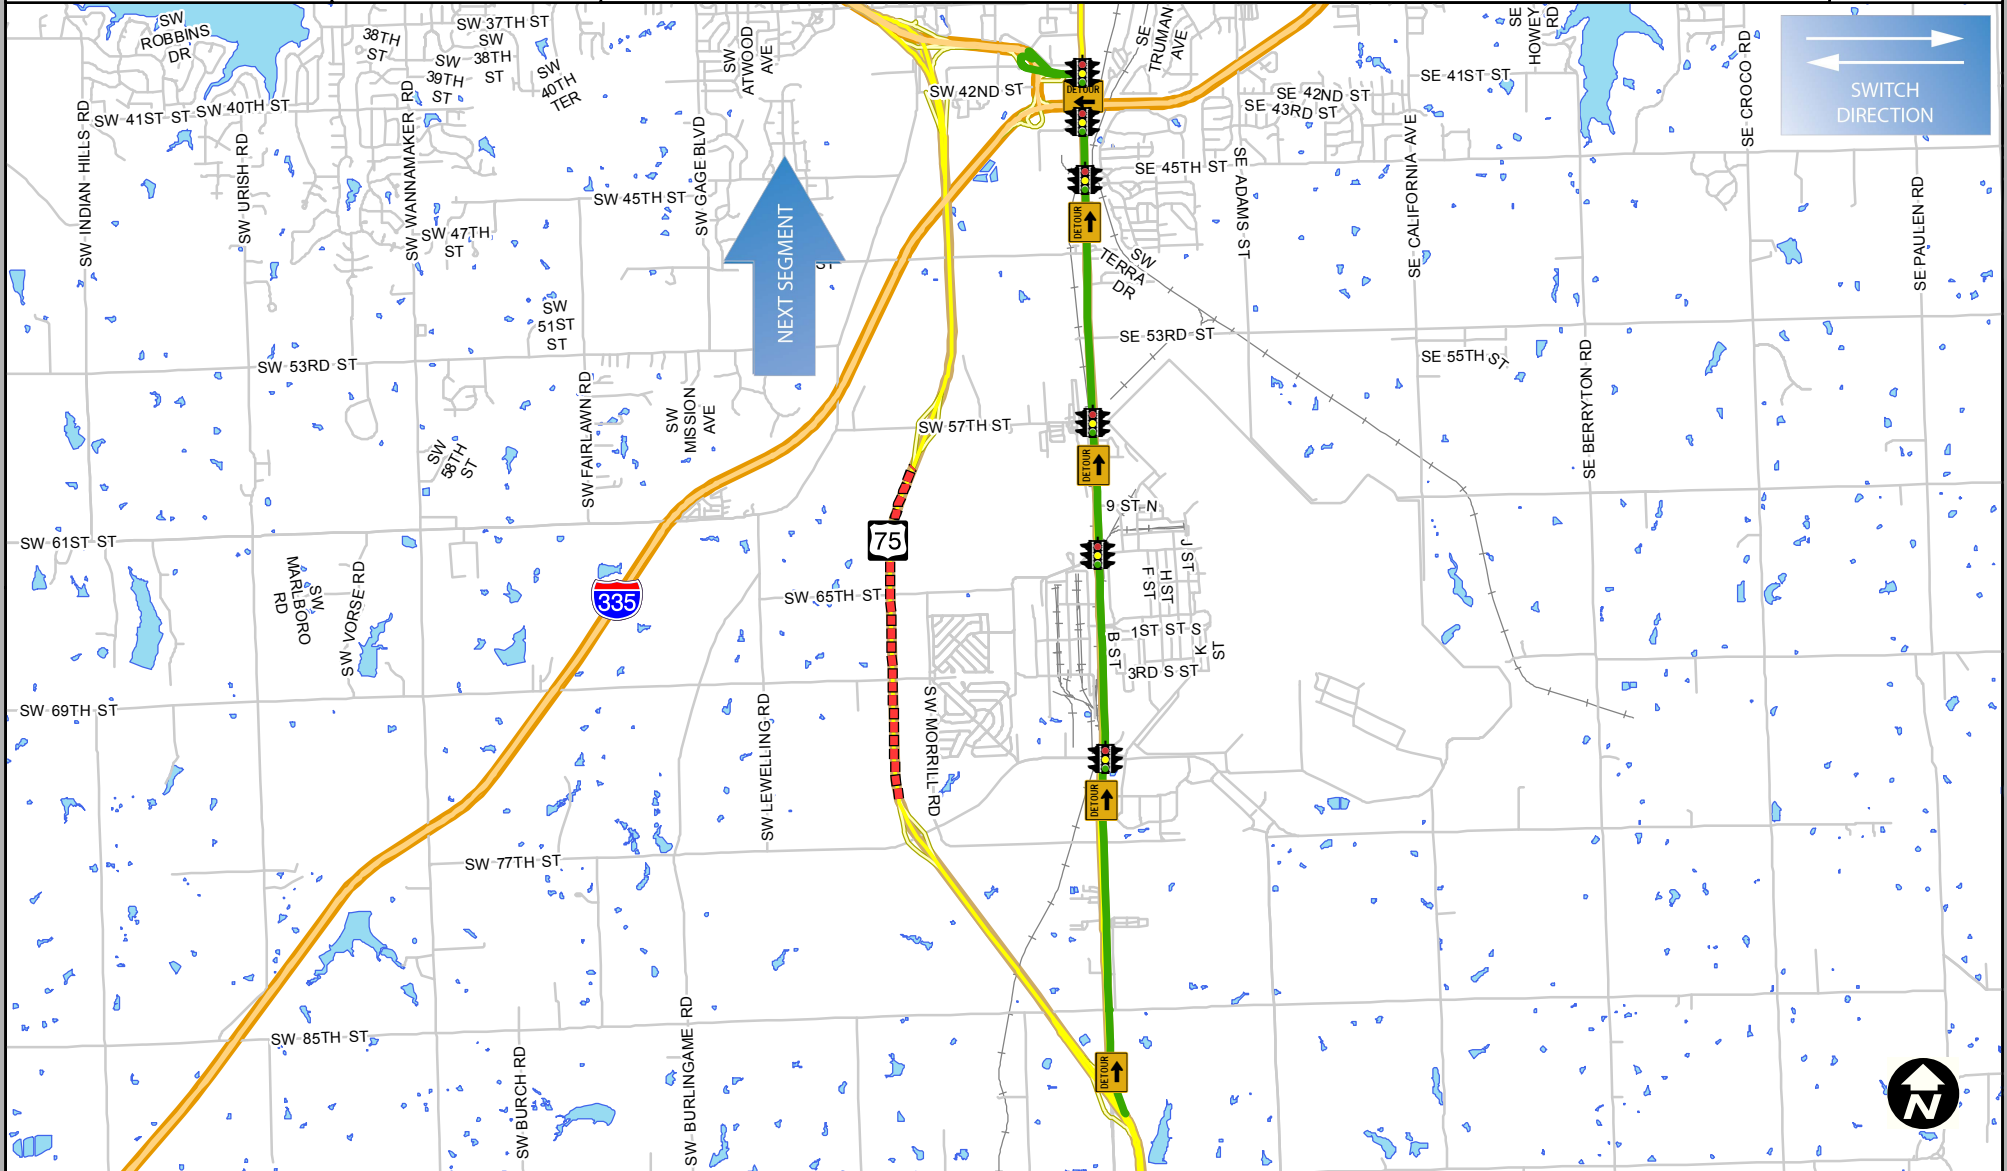 SW
ROBBINS
DR
38TH
ST
SW 37TH ST
SW
38TH
ST
SW
39TH
ST
SW
40TH
TER
SW
ATWOOD
AVE
SE
TRUMAN
AVE
SE
HOWEY
RD
SE CROCO RD
SWITCH
DIRECTION
SW INDIAN HILLS RD
SW 41ST ST
SW 40TH ST
SW URISH RD
SW WANNAMAKER RD
SW 42ND ST
DETOUR
SE 41ST ST
SE 42ND ST
SE 43RD ST
SW GAGE BLVD
SW 45TH ST
SE 45TH ST
SE ADAMS ST
SE CALIFORNIA AVE
SE PAULEN RD
SW 47TH
ST
NEXT SEGMENT
ST
DETOUR
SW
TERRA
DR
SW
51ST
ST
SE 53RD ST
SE 55TH ST
SE BERRYTON RD
SW 53RD ST
SW FAIRLAWN RD
SW
MISSION
AVE
SW 57TH ST
SW
58TH
ST
DETOUR
9 ST N
SW 61ST ST
75
J ST
H ST
F ST
SW
MARLBORO
RD
SW VORSE RD
335
SW 65TH ST
1ST ST S
B ST
K
ST
3RD S ST
SW 69TH ST
SW LEWELLING RD
SW MORRILL RD
DETOUR
SW 77TH ST
SW 85TH ST
SW BURCH RD
SW BURLINGAME RD
DETOUR
N